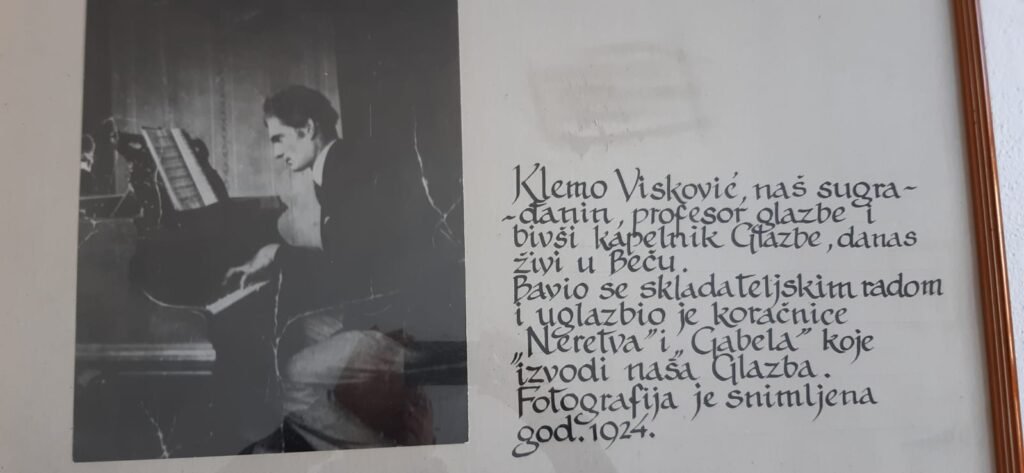 Klemo Visković, naš sugra-
-đanin, profesor glazbe i
bivši kapelnik Glazbe, danas
živi u Beču.
Bavio se skladateljskim radom
i uglazbio je koračnice
„Neretva” i „Gabela” koje
izvodi naša Glazba.
Fotografija je snimljena
god. 1924.